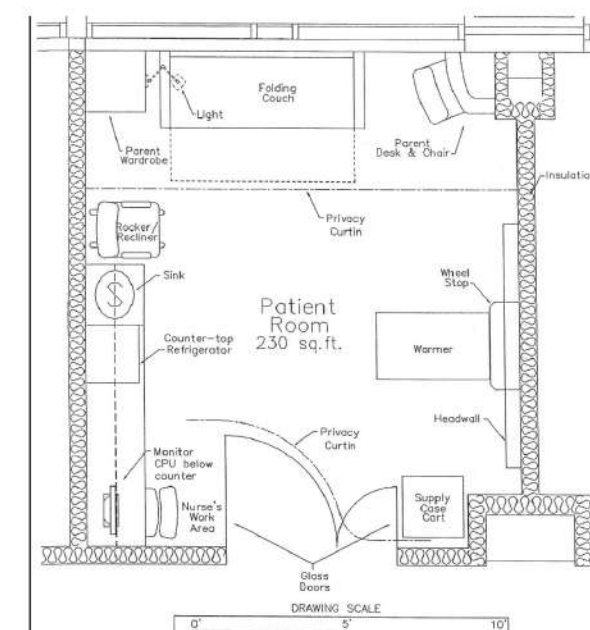 Folding
Couch
Light
Parent
Wardrobe
Parent
Desk & Chair
Insulatio
Privacy
Curtin
Rocker/
Recliner
Sink
S
Wheel
Stop
Patient
Room
230 sq.ft.
Counter-top
Refrigerator
Warmer
Headwall
Privacy
Curtin
Monitor
CPU below
counter
Nurse's
Work
Area
Supply
Case
Cart
Glass
Doors
DRAWING SCALE
0' 5' 10'